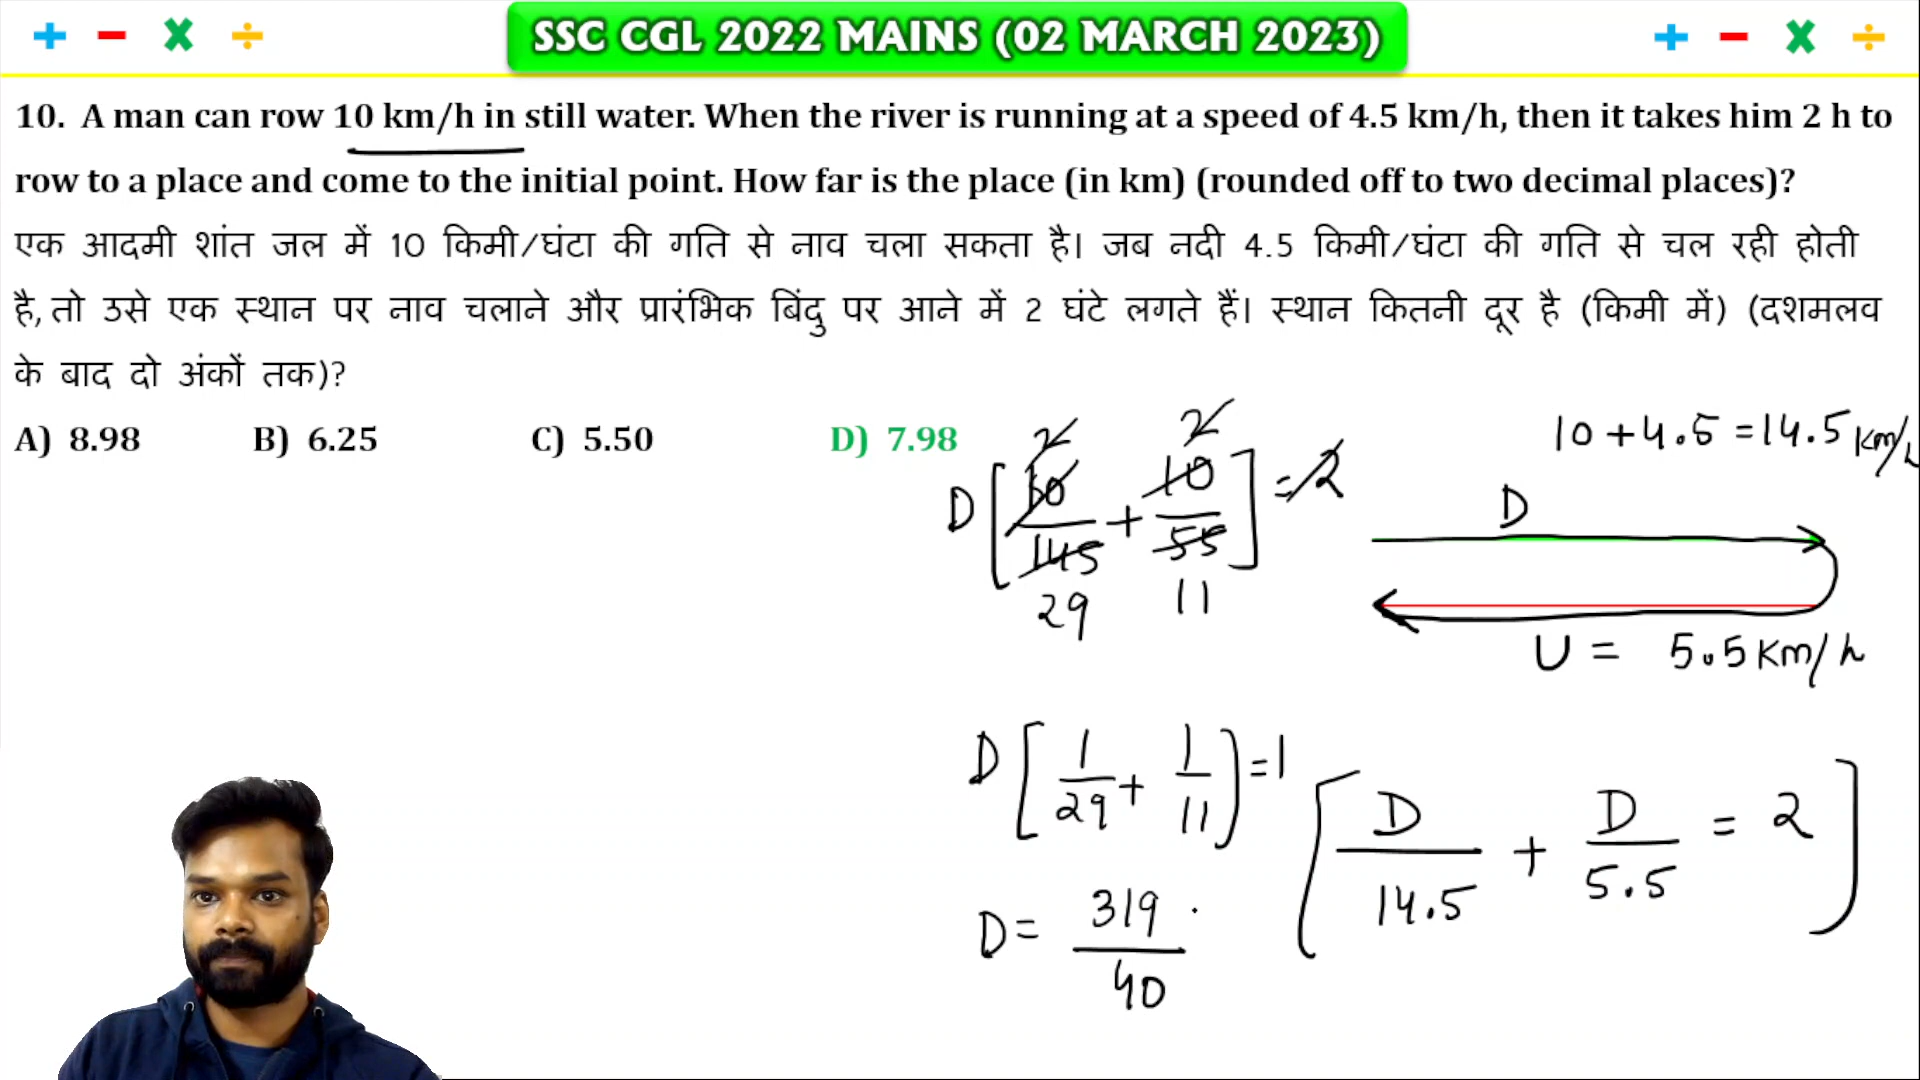 + − × ÷ SSC CGL 2022 MAINS (02 MARCH 2023) + − × ÷
10. A man can row 10 km/h in still water. When the river is running at a speed of 4.5 km/h, then it takes him 2 h to
row to a place and come to the initial point. How far is the place (in km) (rounded off to two decimal places)?
एक आदमी शांत जल में 10 किमी/घंटा की गति से नाव चला सकता है। जब नदी 4.5 किमी/घंटा की गति से चल रही होती
है, तो उसे एक स्थान पर नाव चलाने और प्रारंभिक बिंदु पर आने में 2 घंटे लगते हैं। स्थान कितनी दूर है (किमी में) (दशमलव
के बाद दो अंकों तक)?
A) 8.98 B) 6.25 C) 5.50 D) 7.98
10 + 4.5 = 14.5 km/h
D
U = 5.5 Km/h
2 2
D [ 10/145 + 10/55 ] = 2
29 11
D [ 1/29 + 1/11 ] = 1
[ D/14.5 + D/5.5 = 2 ]
D = 319/40